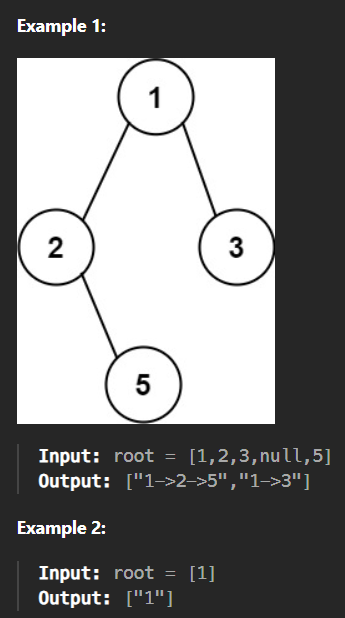 Example 1:
1
2 3
5
Input: root = [1,2,3,null,5]
Output: ["1->2->5","1->3"]
Example 2:
Input: root = [1]
Output: ["1"]